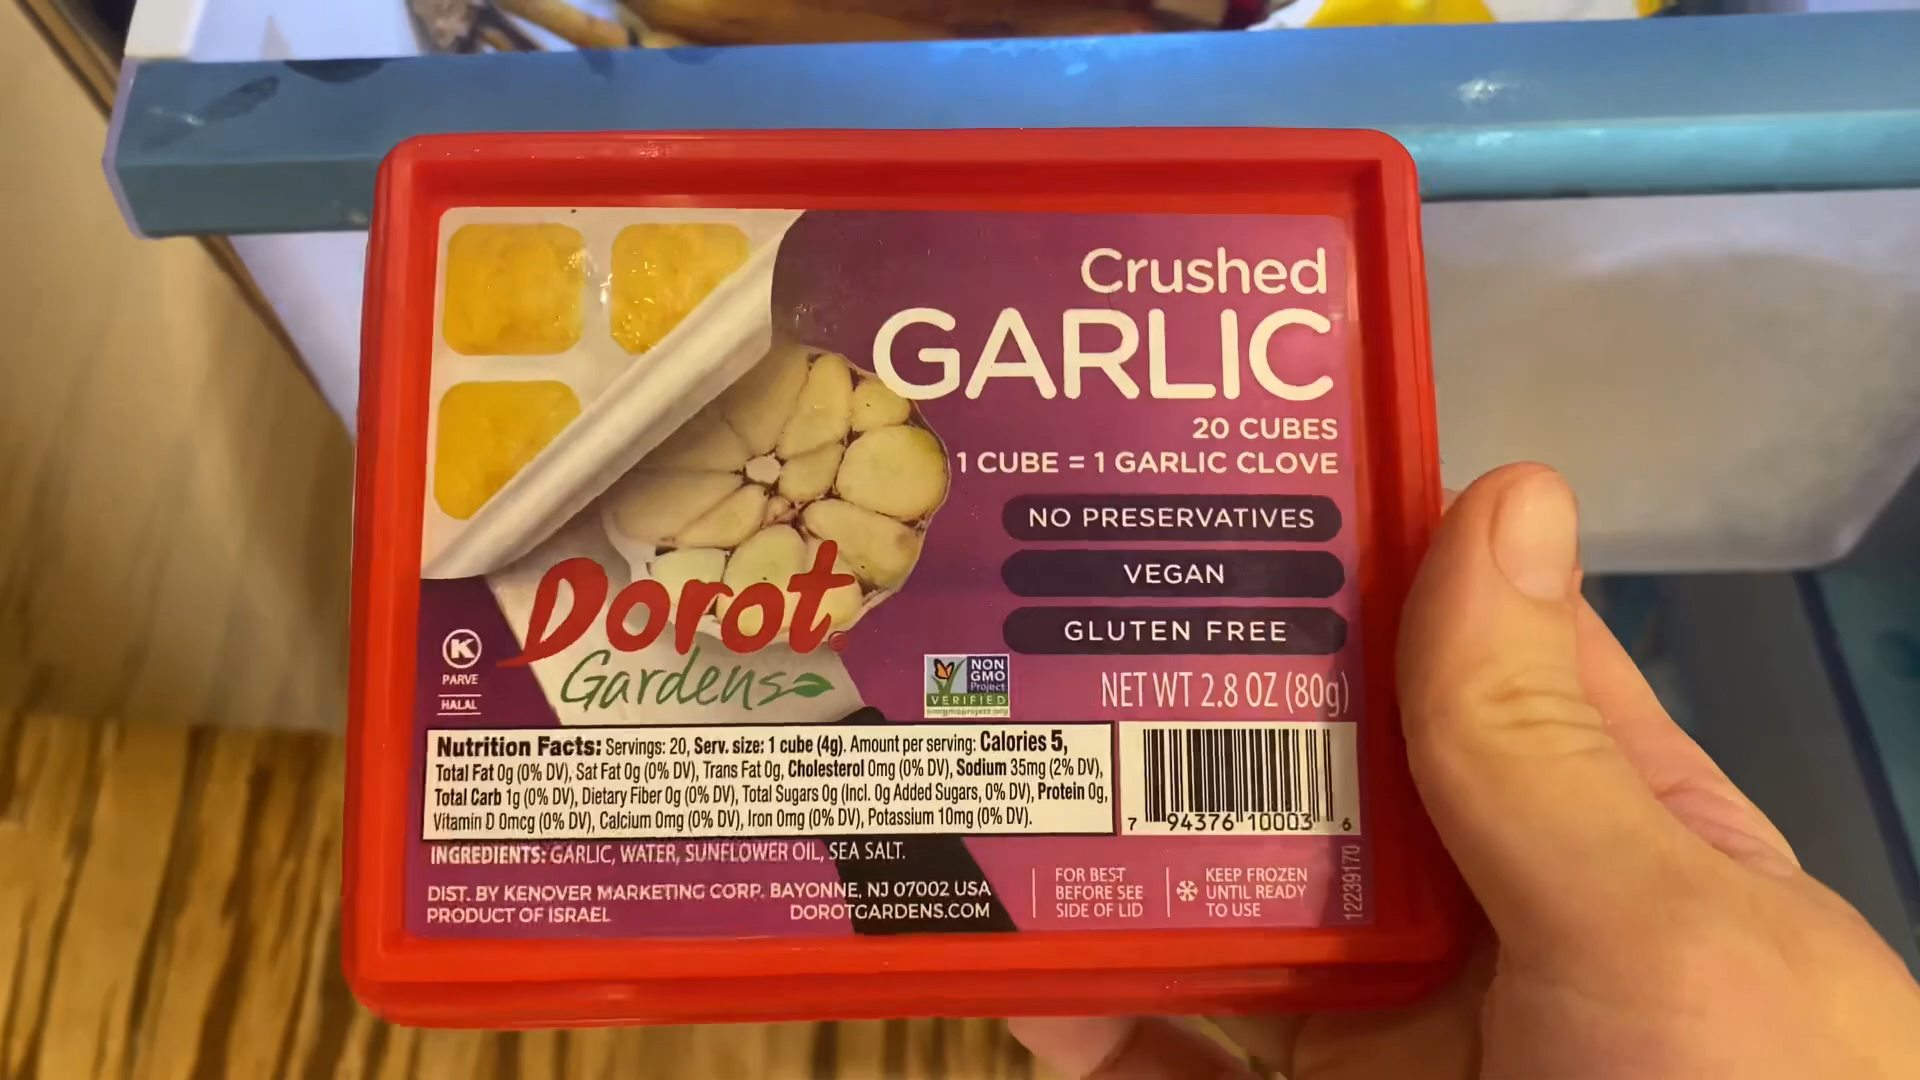 Crushed
GARLIC
20 CUBES
1 CUBE = 1 GARLIC CLOVE
NO PRESERVATIVES
VEGAN
GLUTEN FREE
Dorot
Gardens
K
PARVE
HALAL
NON
GMO
Project
VERIFIED
nongmoproject.org
NET WT 2.8 OZ (80g)
Nutrition Facts: Servings: 20, Serv. size: 1 cube (4g). Amount per serving: Calories 5,
Total Fat 0g (0% DV), Sat Fat 0g (0% DV), Trans Fat 0g, Cholesterol 0mg (0% DV), Sodium 35mg (2% DV),
Total Carb 1g (0% DV), Dietary Fiber 0g (0% DV), Total Sugars 0g (Incl. 0g Added Sugars, 0% DV), Protein 0g,
Vitamin D 0mcg (0% DV), Calcium 0mg (0% DV), Iron 0mg (0% DV), Potassium 10mg (0% DV).
7 94376 10003 6
INGREDIENTS: GARLIC, WATER, SUNFLOWER OIL, SEA SALT.
DIST. BY KENOVER MARKETING CORP. BAYONNE, NJ 07002 USA
PRODUCT OF ISRAEL DOROTGARDENS.COM
FOR BEST
BEFORE SEE
SIDE OF LID
KEEP FROZEN
UNTIL READY
TO USE
12239170